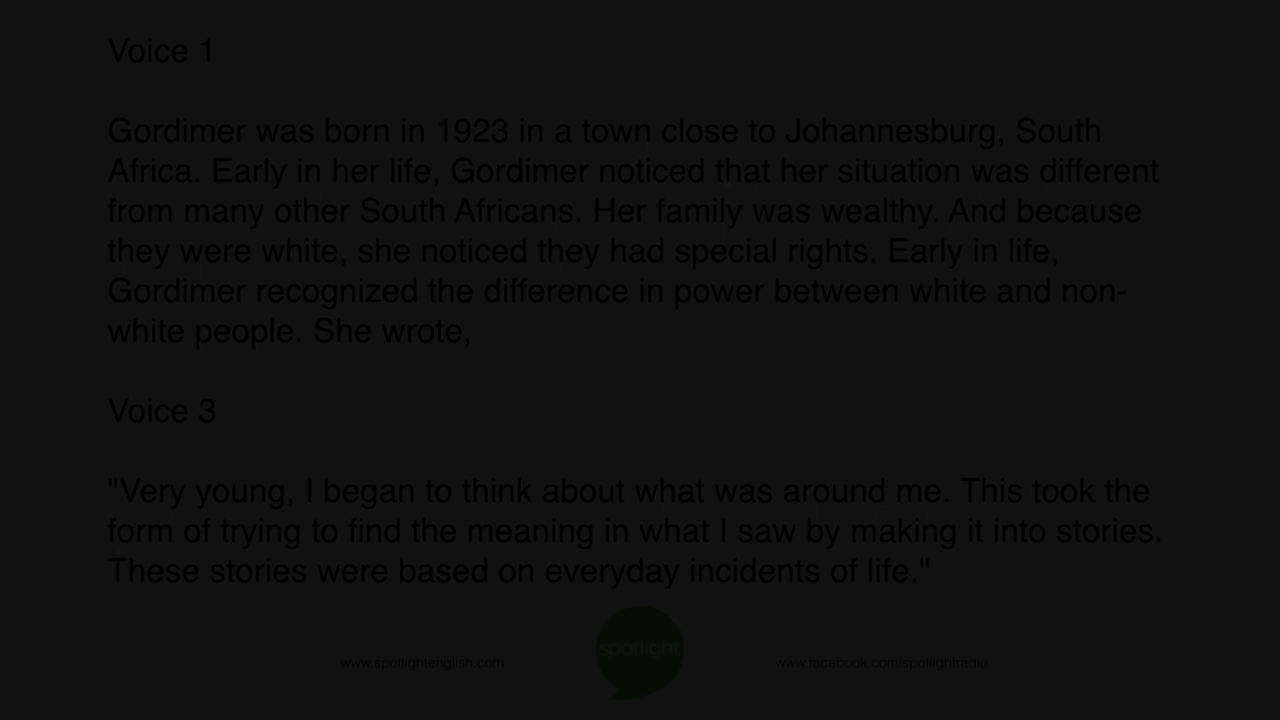 Voice 1
Gordimer was born in 1923 in a town close to Johannesburg, South
Africa. Early in her life, Gordimer noticed that her situation was different
from many other South Africans. Her family was wealthy. And because
they were white, she noticed they had special rights. Early in life,
Gordimer recognized the difference in power between white and non-
white people. She wrote,
Voice 3
"Very young, I began to think about what was around me. This took the
form of trying to find the meaning in what I saw by making it into stories.
These stories were based on everyday incidents of life."
www.spotlightenglish.com
spotlight
www.facebook.com/spotlightradio